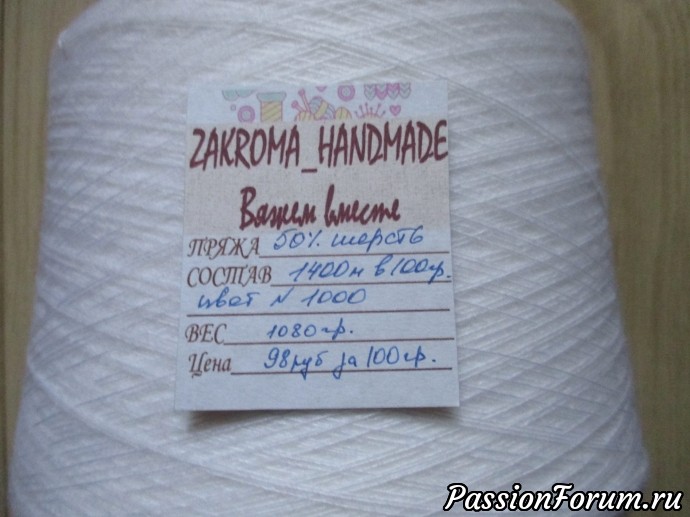 ZAKROMA_HANDMADE
Вяжем вместе
ПРЯЖА 50% шерсть
СОСТАВ 1400м в 100гр.
цвет N 1000
ВЕС 1080гр.
Цена 98руб за 100гр.
PassionForum.ru